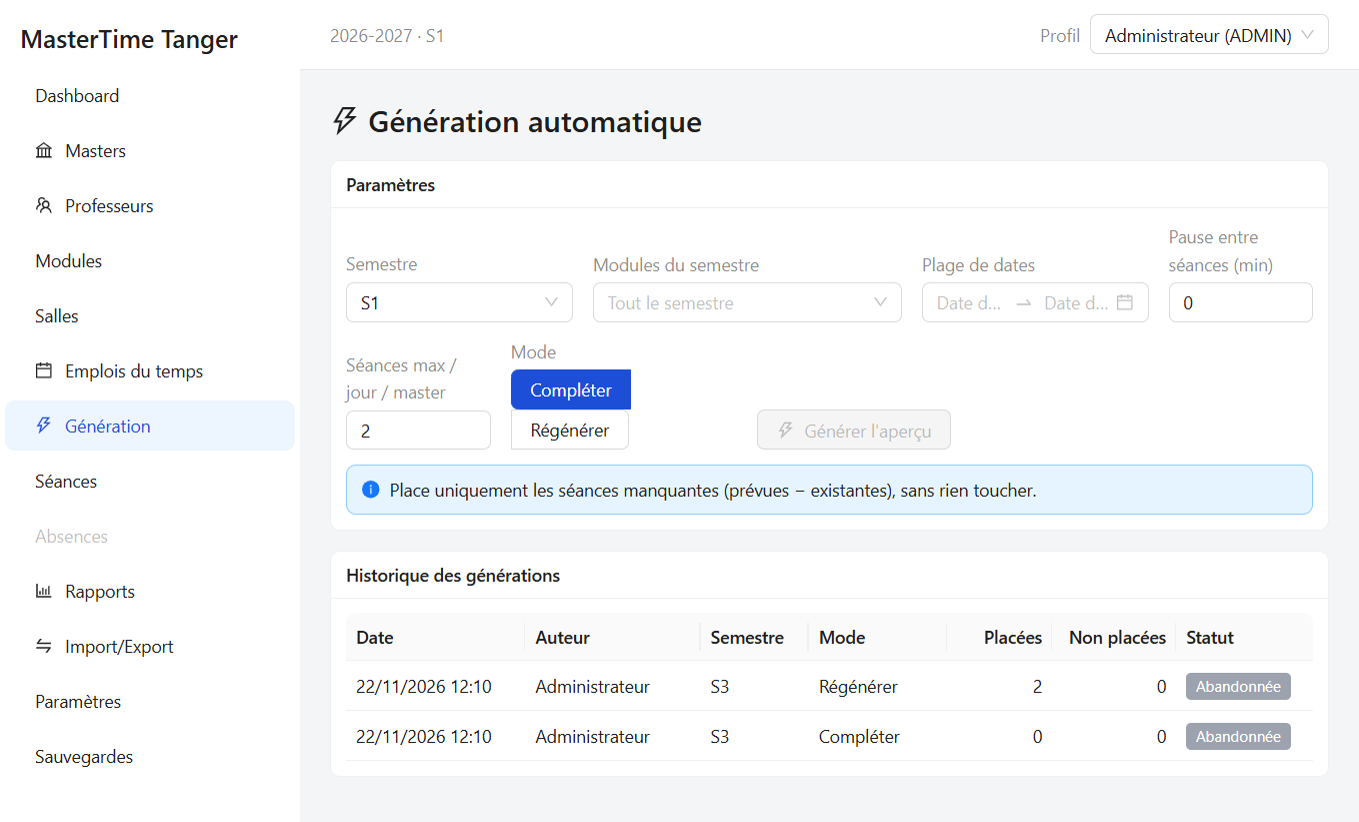 MasterTime Tanger
2026-2027 · S1
Profil
Administrateur (ADMIN)
Dashboard
Masters
Professeurs
Modules
Salles
Emplois du temps
Génération
Séances
Absences
Rapports
Import/Export
Paramètres
Sauvegardes
Génération automatique
Paramètres
Semestre
S1
Modules du semestre
Tout le semestre
Plage de dates
Date d... → Date d...
Pause entre
séances (min)
0
Séances max /
jour / master
2
Mode
Compléter
Régénérer
Générer l'aperçu
Place uniquement les séances manquantes (prévues − existantes), sans rien toucher.
Historique des générations
Date Auteur Semestre Mode Placées Non placées Statut
22/11/2026 12:10 Administrateur S3 Régénérer 2 0 Abandonnée
22/11/2026 12:10 Administrateur S3 Compléter 0 0 Abandonnée